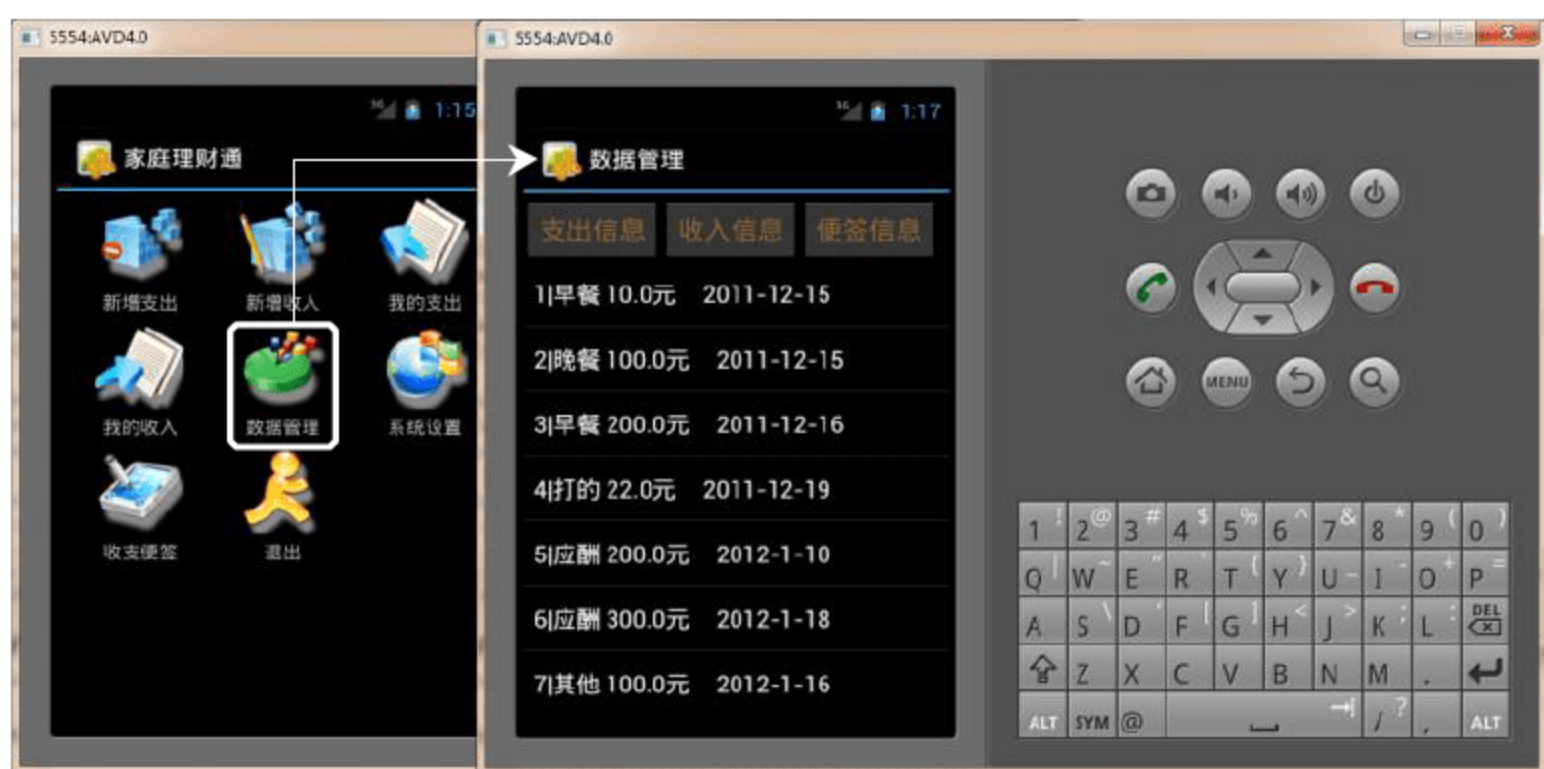 5554:AVD4.0
3G 1:15
家庭理财通
新增支出 新增收入 我的支出
我的收入 数据管理 系统设置
收支便签 退出
5554:AVD4.0
3G 1:17
数据管理
支出信息 收入信息 便签信息
1|早餐 10.0元 2011-12-15
2|晚餐 100.0元 2011-12-15
3|早餐 200.0元 2011-12-16
4|打的 22.0元 2011-12-19
5|应酬 200.0元 2012-1-10
6|应酬 300.0元 2012-1-18
7|其他 100.0元 2012-1-16
MENU
1 ! 2 @ 3 # 4 $ 5 % 6 ^ 7 & 8 * 9 ( 0 )
Q | W ~ E " R ` T { Y } U - I - O + P =
A S \ D ' F [ G ] H < J > K ; L : DEL
Z X C V B N M .
ALT SYM @ / ? , ALT